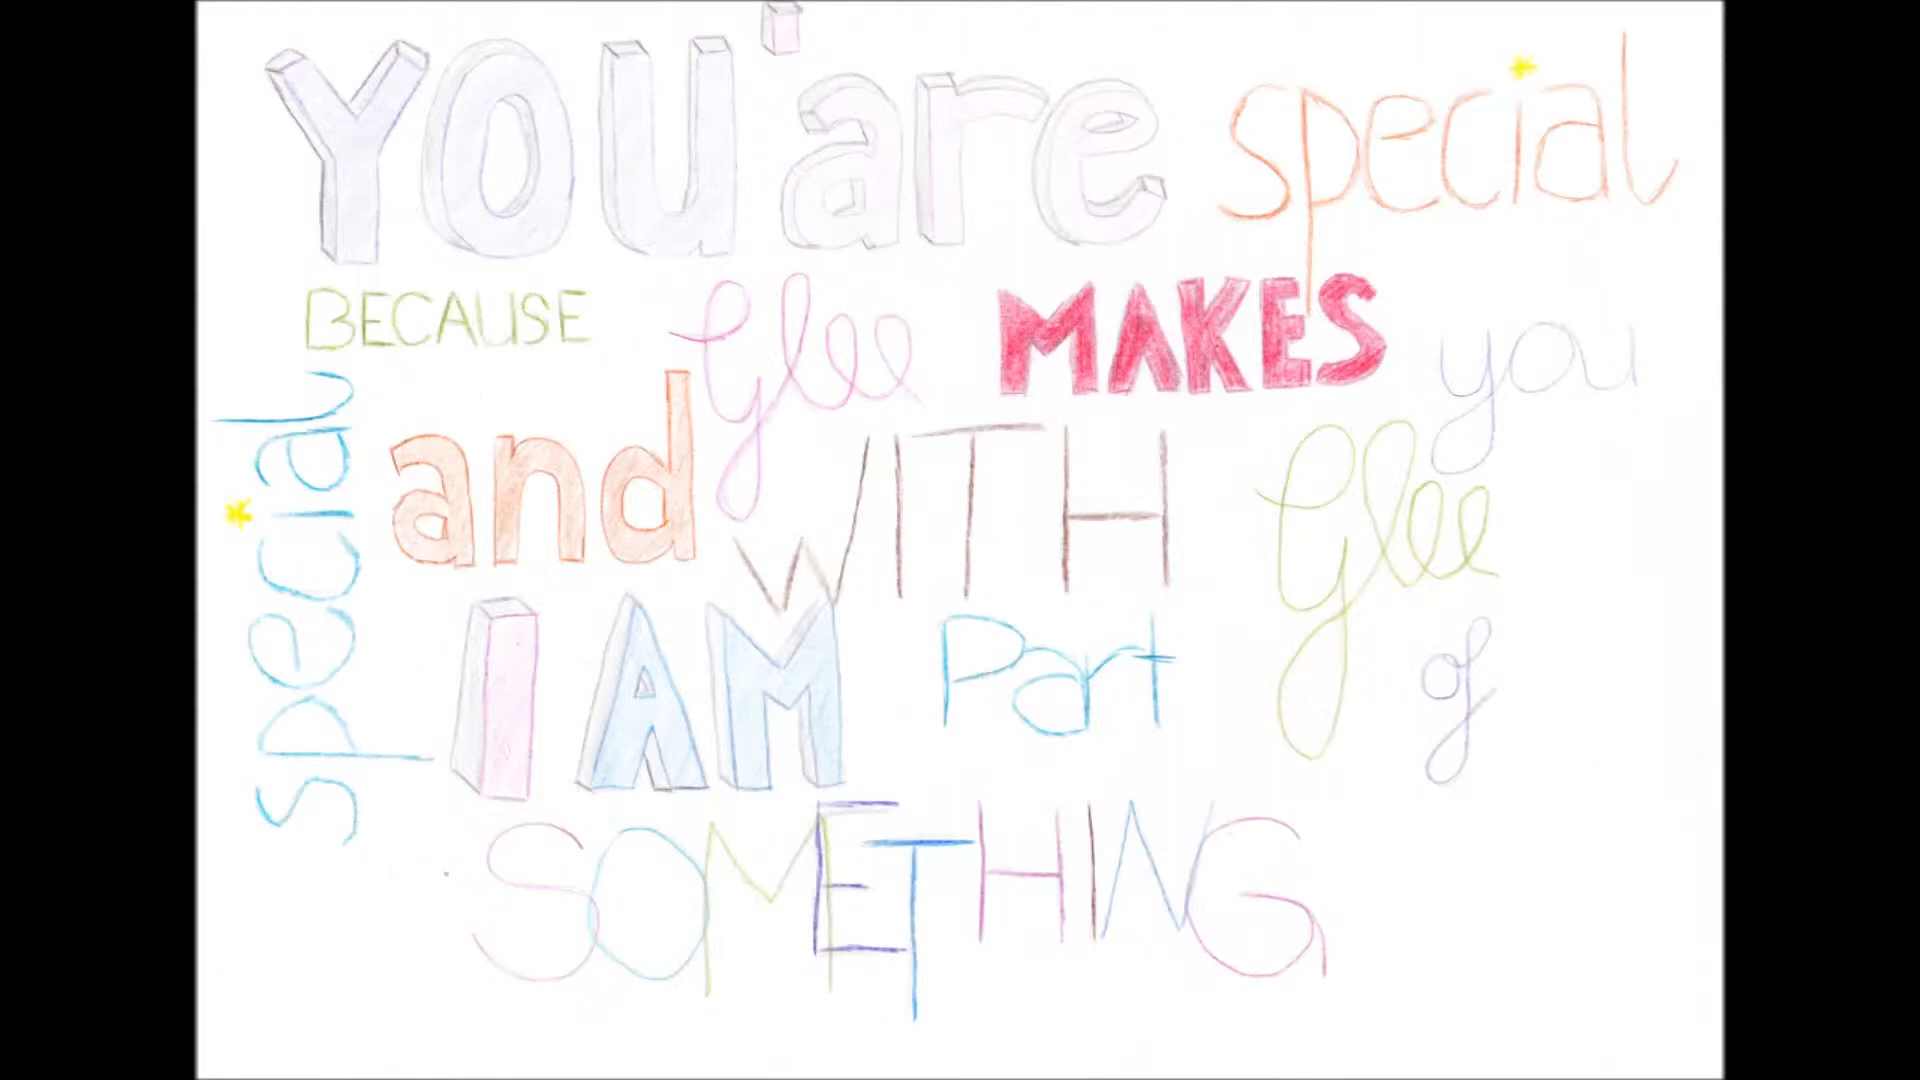 YOU'are special
BECAUSE Glee MAKES you
special and WITH Glee
I AM Part of
SOMETHING